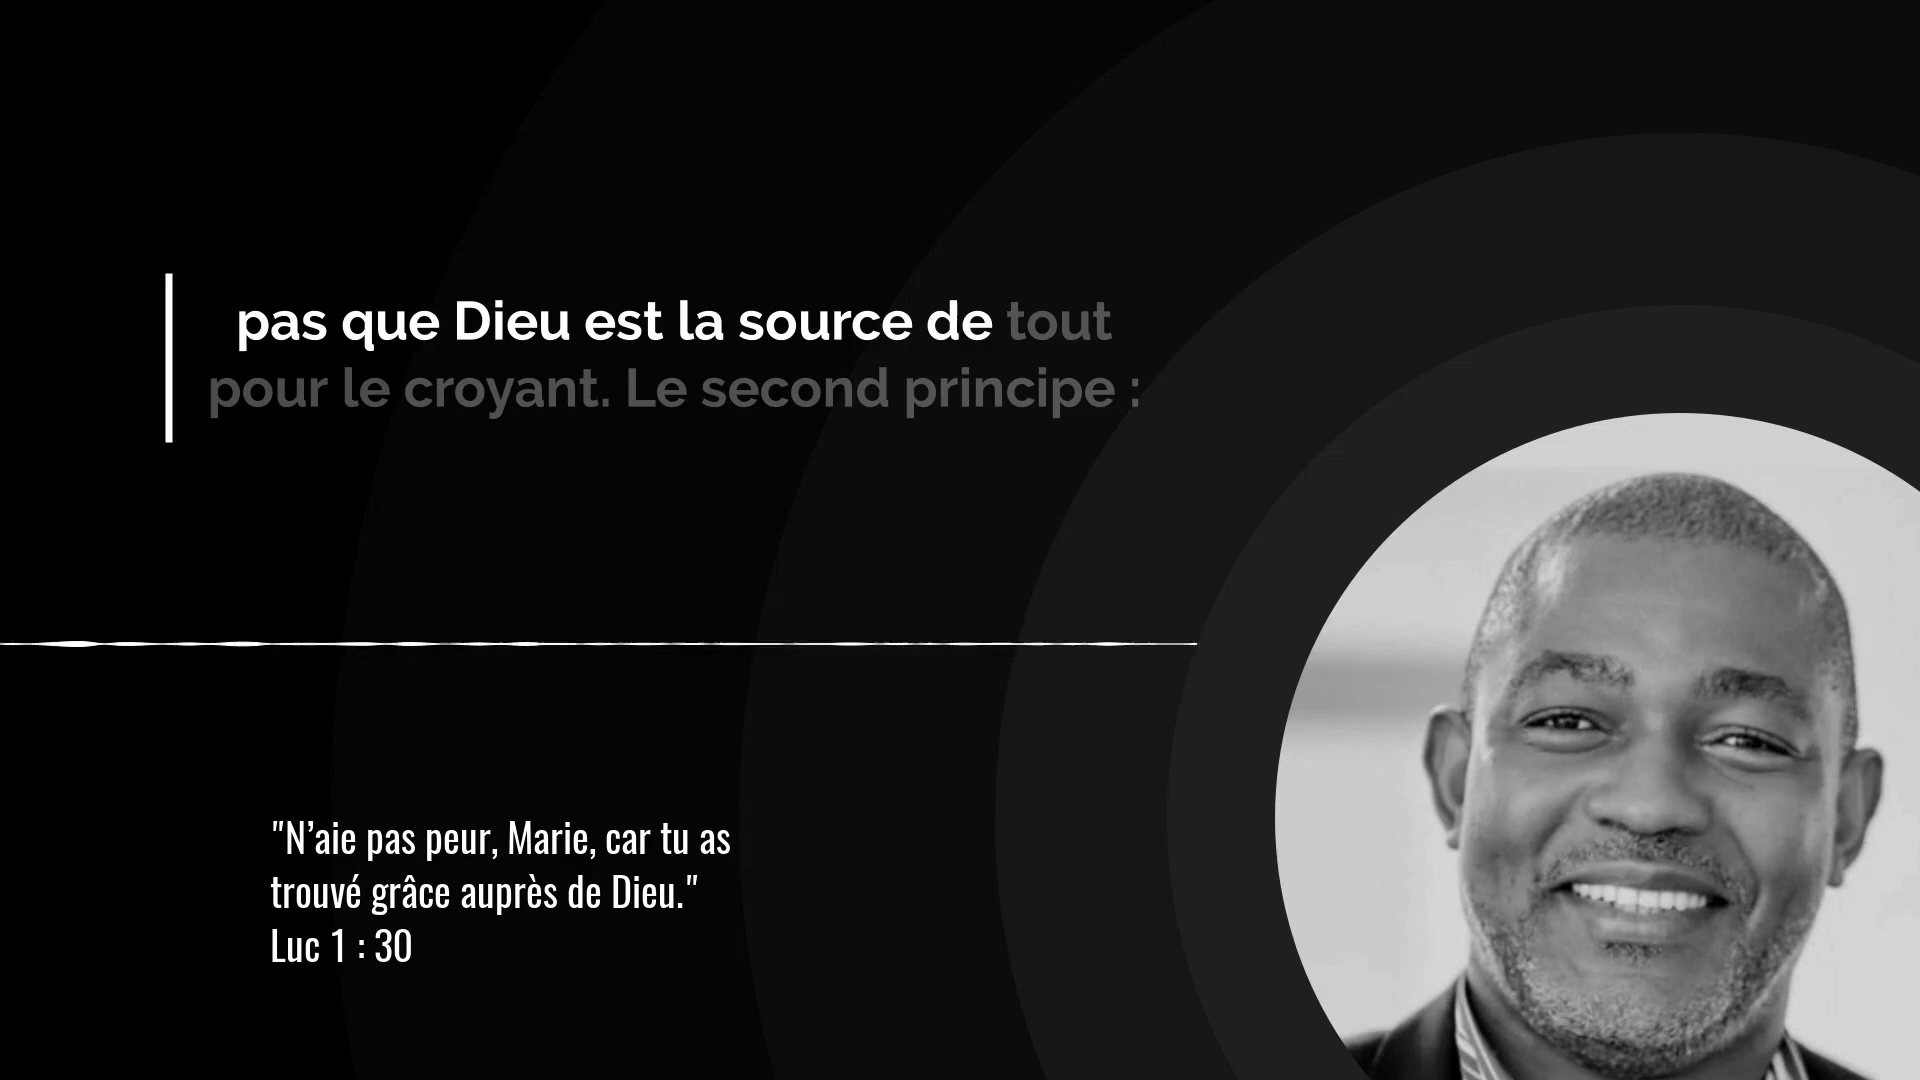 pas que Dieu est la source de tout
pour le croyant. Le second principe :
"N’aie pas peur, Marie, car tu as
trouvé grâce auprès de Dieu."
Luc 1 : 30